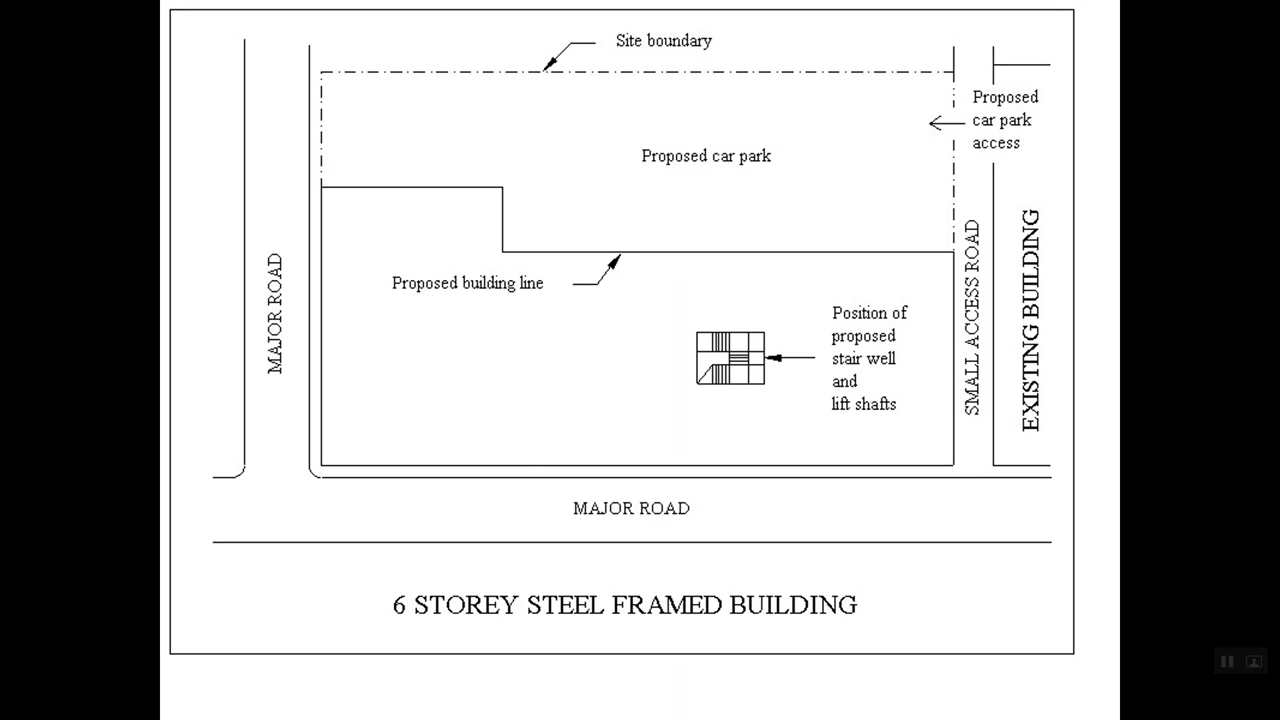 Site boundary
Proposed
car park
access
Proposed car park
Proposed building line
Position of
proposed
stair well
and
lift shafts
MAJOR ROAD
SMALL ACCESS ROAD
EXISTING BUILDING
MAJOR ROAD
6 STOREY STEEL FRAMED BUILDING